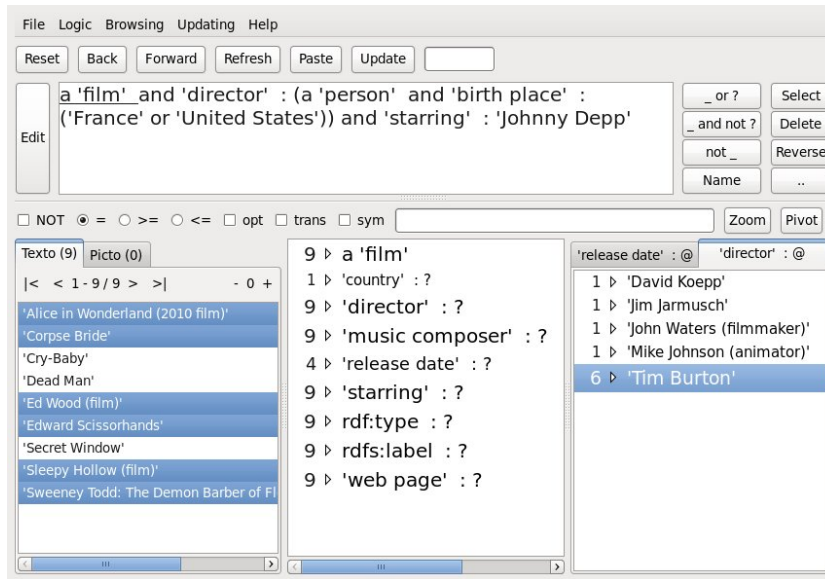 File Logic Browsing Updating Help
Reset Back Forward Refresh Paste Update
Edit
a 'film' and 'director' : (a 'person' and 'birth place' :
('France' or 'United States')) and 'starring' : 'Johnny Depp'
_ or ? Select
_ and not ? Delete
not _ Reverse
Name ..
NOT = >= <= opt trans sym Zoom Pivot
Texto (9) Picto (0)
|< < 1 - 9 / 9 > >| - 0 +
'Alice in Wonderland (2010 film)'
'Corpse Bride'
'Cry-Baby'
'Dead Man'
'Ed Wood (film)'
'Edward Scissorhands'
'Secret Window'
'Sleepy Hollow (film)'
'Sweeney Todd: The Demon Barber of Fl
9 a 'film'
1 'country' : ?
9 'director' : ?
9 'music composer' : ?
4 'release date' : ?
9 'starring' : ?
9 rdf:type : ?
9 rdfs:label : ?
9 'web page' : ?
'release date' : @ 'director' : @
1 'David Koepp'
1 'Jim Jarmusch'
1 'John Waters (filmmaker)'
1 'Mike Johnson (animator)'
6 'Tim Burton'